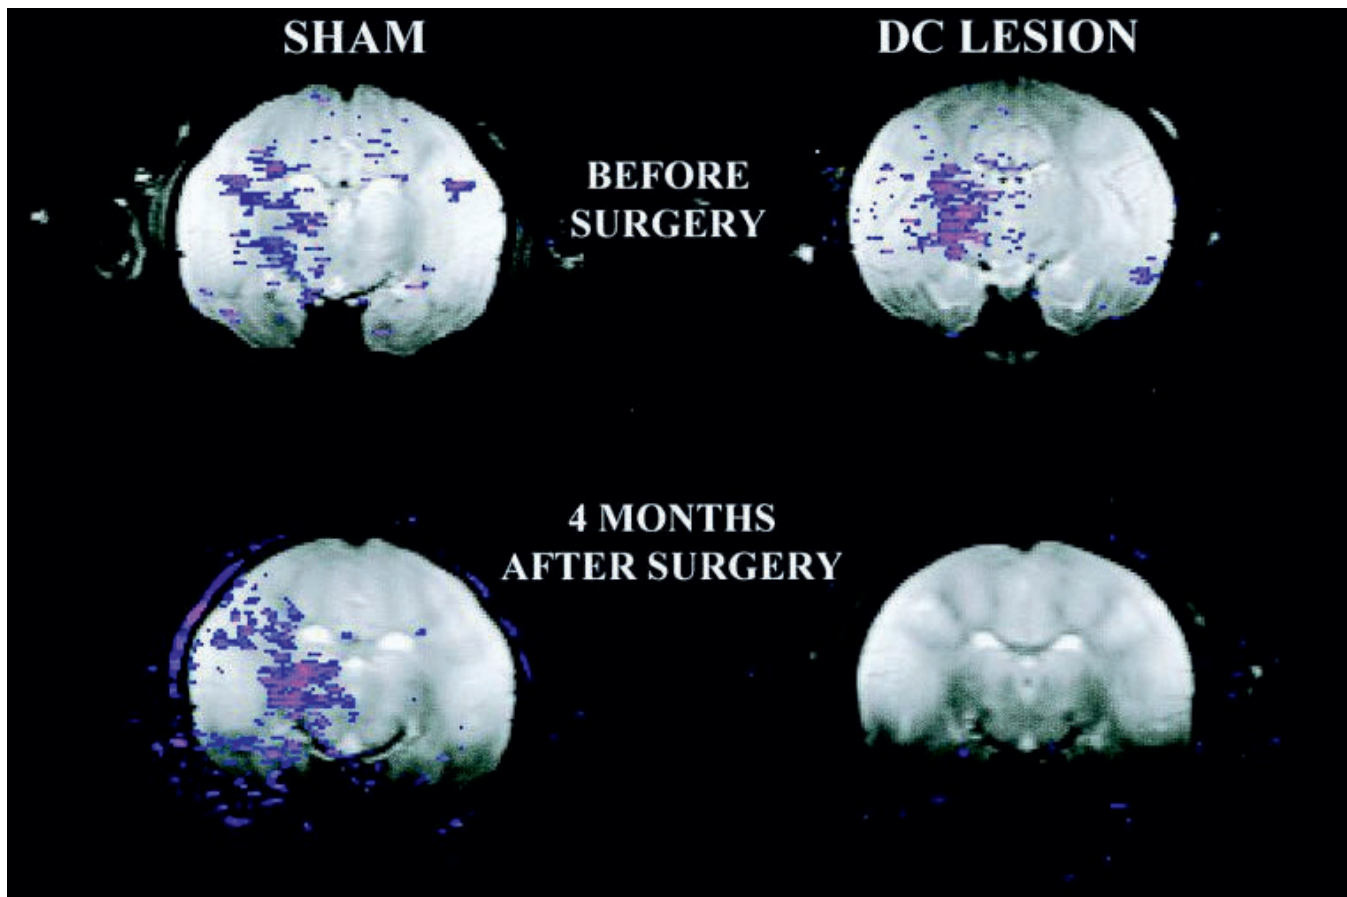 SHAM
DC LESION
BEFORE
SURGERY
4 MONTHS
AFTER SURGERY